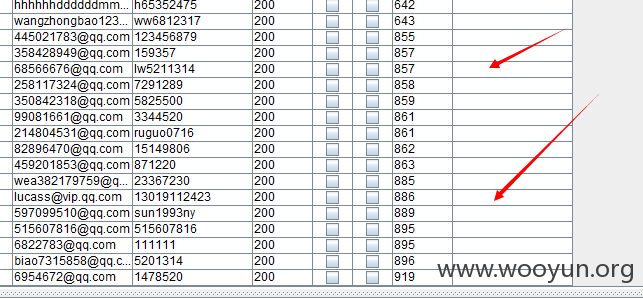 hhhhhhddddddmm... h65352475 200 642
wangzhongbao123... ww6812317 200 643
445021783@qq.com 123456879 200 855
358428949@qq.com 159357 200 857
68566676@qq.com lw5211314 200 857
258117324@qq.com 7291289 200 858
350842318@qq.com 5825500 200 859
99081661@qq.com 3344520 200 861
214804531@qq.com ruguo0716 200 861
82896470@qq.com 15149806 200 862
459201853@qq.com 871220 200 863
wea382179759@q... 23367230 200 885
lucass@vip.qq.com 13019112423 200 886
597099510@qq.com sun1993ny 200 889
515607816@qq.com 515607816 200 895
6822783@qq.com 111111 200 895
biao7315858@qq.c... 5201314 200 896
6954672@qq.com 1478520 200 919
www.wooyun.org